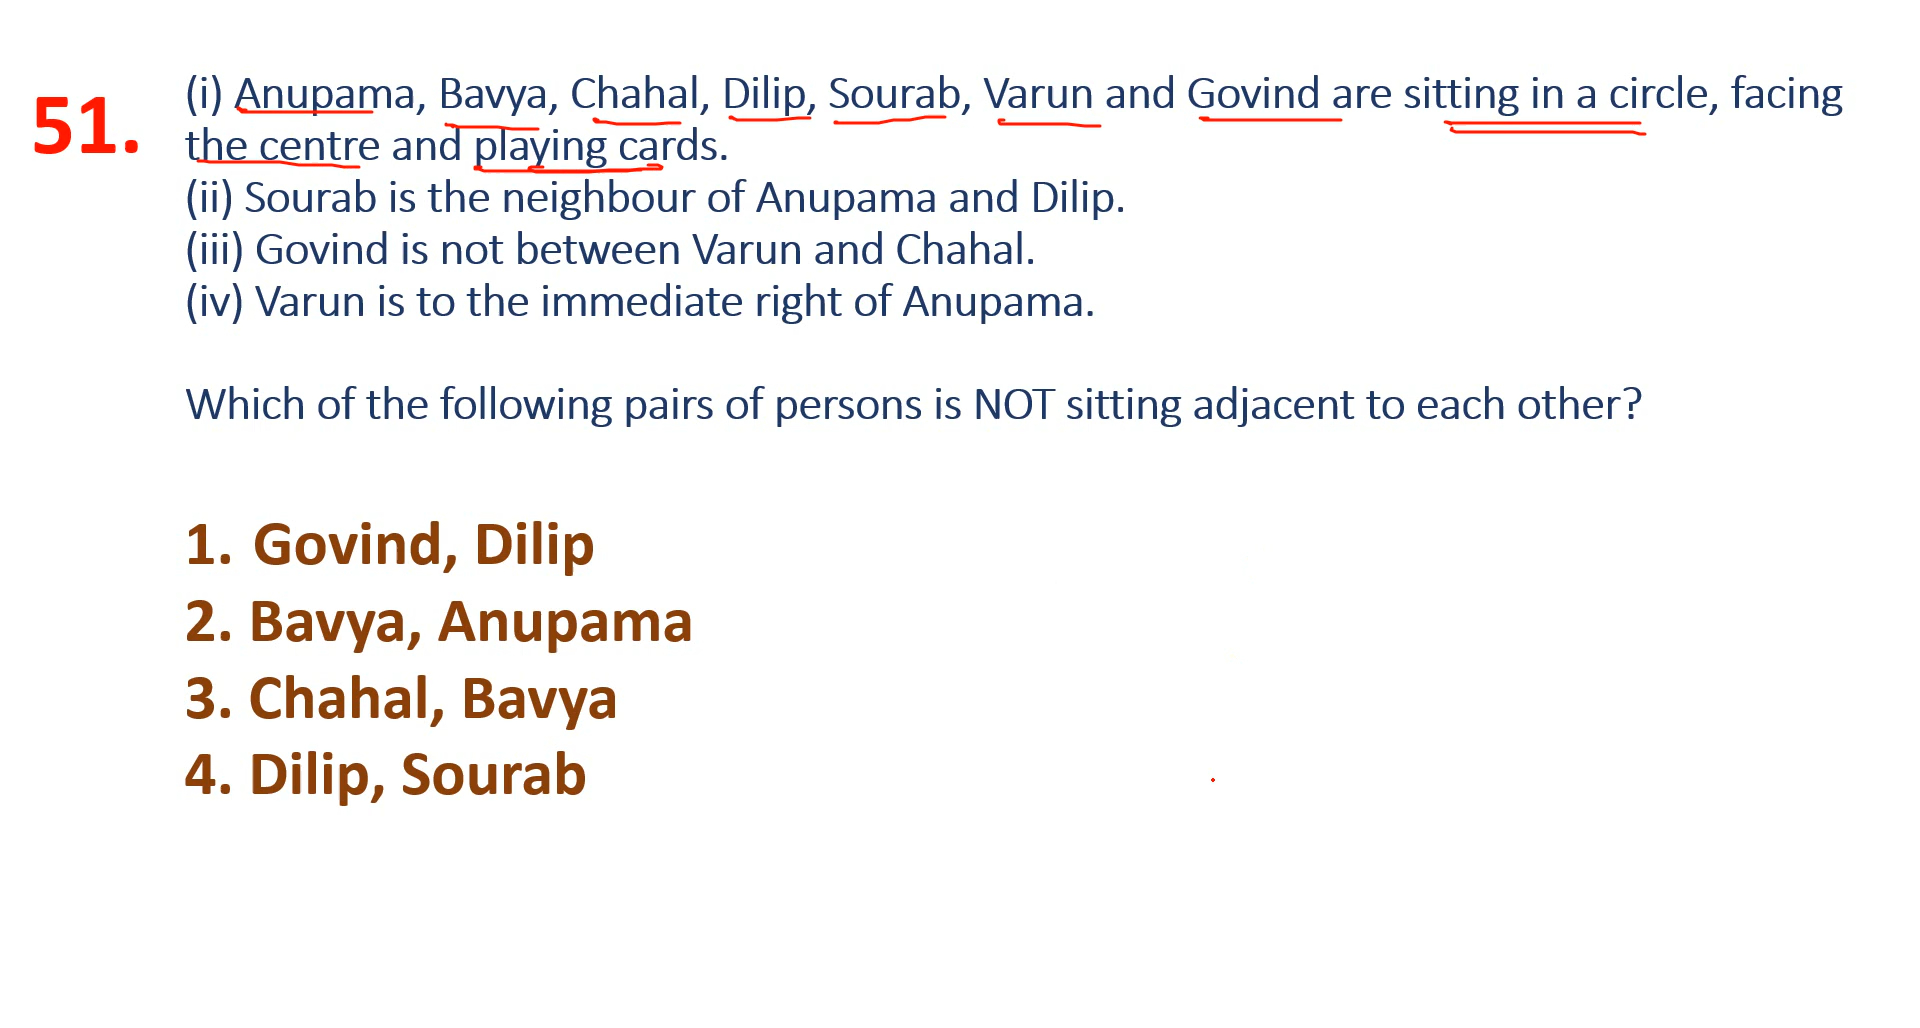 51.
(i) Anupama, Bavya, Chahal, Dilip, Sourab, Varun and Govind are sitting in a circle, facing
the centre and playing cards.
(ii) Sourab is the neighbour of Anupama and Dilip.
(iii) Govind is not between Varun and Chahal.
(iv) Varun is to the immediate right of Anupama.
Which of the following pairs of persons is NOT sitting adjacent to each other?
1. Govind, Dilip
2. Bavya, Anupama
3. Chahal, Bavya
4. Dilip, Sourab